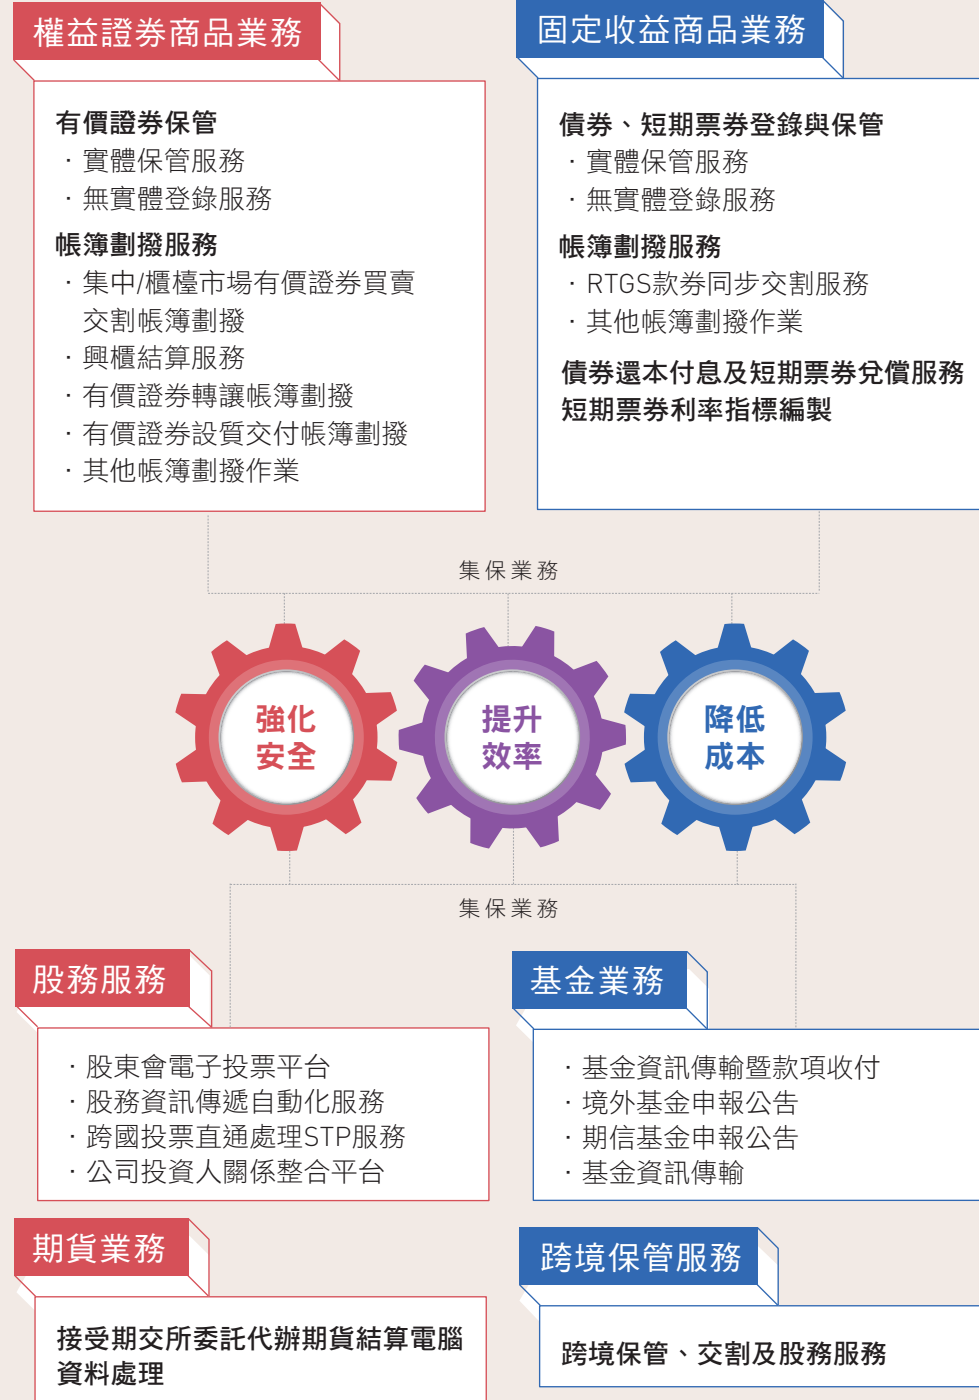 權益證券商品業務
有價證券保管
· 實體保管服務
· 無實體登錄服務
帳簿劃撥服務
· 集中/櫃檯市場有價證券買賣
交割帳簿劃撥
· 興櫃結算服務
· 有價證券轉讓帳簿劃撥
· 有價證券設質交付帳簿劃撥
· 其他帳簿劃撥作業
固定收益商品業務
債券、短期票券登錄與保管
· 實體保管服務
· 無實體登錄服務
帳簿劃撥服務
· RTGS款券同步交割服務
· 其他帳簿劃撥作業
債券還本付息及短期票券兌償服務
短期票券利率指標編製
集保業務
強化
安全
提升
效率
降低
成本
集保業務
股務服務
· 股東會電子投票平台
· 股務資訊傳遞自動化服務
· 跨國投票直通處理STP服務
· 公司投資人關係整合平台
基金業務
· 基金資訊傳輸暨款項收付
· 境外基金申報公告
· 期信基金申報公告
· 基金資訊傳輸
期貨業務
接受期交所委託代辦期貨結算電腦
資料處理
跨境保管服務
跨境保管、交割及股務服務